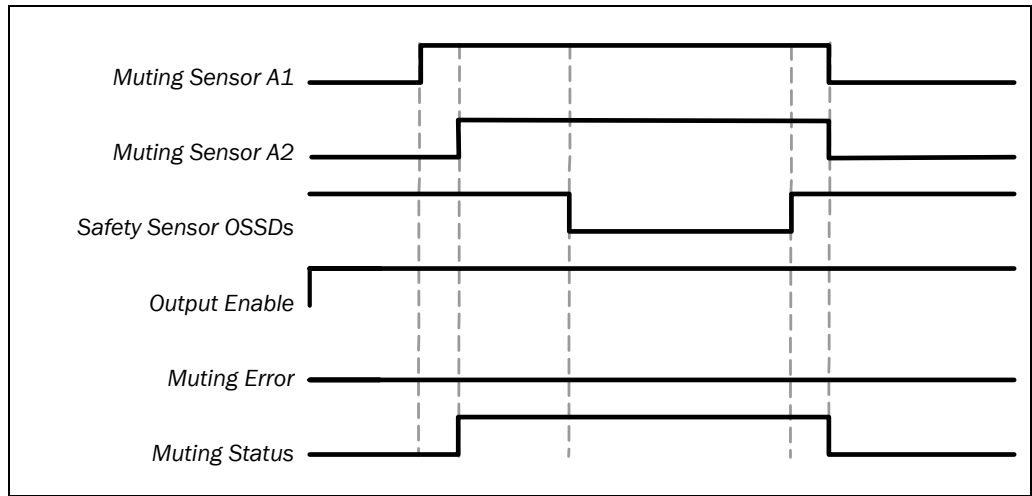 Muting Sensor A1
Muting Sensor A2
Safety Sensor OSSDs
Output Enable
Muting Error
Muting Status